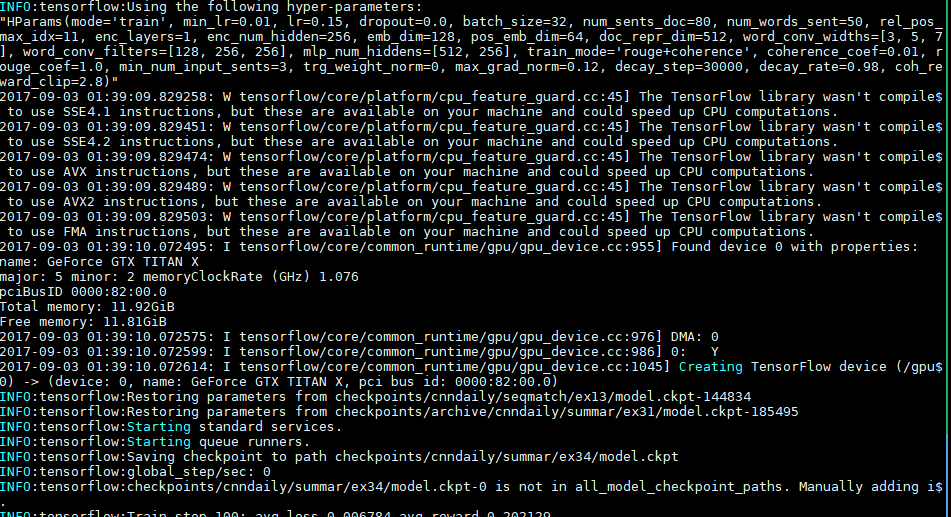 INFO:tensorflow:Using the following hyper-parameters:
"HParams(mode='train', min_lr=0.01, lr=0.15, dropout=0.0, batch_size=32, num_sents_doc=80, num_words_sent=50, rel_pos_
max_idx=11, enc_layers=1, enc_num_hidden=256, emb_dim=128, pos_emb_dim=64, doc_repr_dim=512, word_conv_widths=[3, 5, 7
], word_conv_filters=[128, 256, 256], mlp_num_hiddens=[512, 256], train_mode='rouge+coherence', coherence_coef=0.01, r
ouge_coef=1.0, min_num_input_sents=3, trg_weight_norm=0, max_grad_norm=0.12, decay_step=30000, decay_rate=0.98, coh_re
ward_clip=2.8)"
2017-09-03 01:39:09.829258: W tensorflow/core/platform/cpu_feature_guard.cc:45] The TensorFlow library wasn't compile$
 to use SSE4.1 instructions, but these are available on your machine and could speed up CPU computations.
2017-09-03 01:39:09.829451: W tensorflow/core/platform/cpu_feature_guard.cc:45] The TensorFlow library wasn't compile$
 to use SSE4.2 instructions, but these are available on your machine and could speed up CPU computations.
2017-09-03 01:39:09.829474: W tensorflow/core/platform/cpu_feature_guard.cc:45] The TensorFlow library wasn't compile$
 to use AVX instructions, but these are available on your machine and could speed up CPU computations.
2017-09-03 01:39:09.829489: W tensorflow/core/platform/cpu_feature_guard.cc:45] The TensorFlow library wasn't compile$
 to use AVX2 instructions, but these are available on your machine and could speed up CPU computations.
2017-09-03 01:39:09.829503: W tensorflow/core/platform/cpu_feature_guard.cc:45] The TensorFlow library wasn't compile$
 to use FMA instructions, but these are available on your machine and could speed up CPU computations.
2017-09-03 01:39:10.072495: I tensorflow/core/common_runtime/gpu/gpu_device.cc:955] Found device 0 with properties:
name: GeForce GTX TITAN X
major: 5 minor: 2 memoryClockRate (GHz) 1.076
pciBusID 0000:82:00.0
Total memory: 11.92GiB
Free memory: 11.81GiB
2017-09-03 01:39:10.072575: I tensorflow/core/common_runtime/gpu/gpu_device.cc:976] DMA: 0
2017-09-03 01:39:10.072599: I tensorflow/core/common_runtime/gpu/gpu_device.cc:986] 0:   Y
2017-09-03 01:39:10.072614: I tensorflow/core/common_runtime/gpu/gpu_device.cc:1045] Creating TensorFlow device (/gpu$
0) -> (device: 0, name: GeForce GTX TITAN X, pci bus id: 0000:82:00.0)
INFO:tensorflow:Restoring parameters from checkpoints/cnndaily/seqmatch/ex13/model.ckpt-144834
INFO:tensorflow:Restoring parameters from checkpoints/archive/cnndaily/summar/ex31/model.ckpt-185495
INFO:tensorflow:Starting standard services.
INFO:tensorflow:Starting queue runners.
INFO:tensorflow:Saving checkpoint to path checkpoints/cnndaily/summar/ex34/model.ckpt
INFO:tensorflow:global_step/sec: 0
INFO:tensorflow:checkpoints/cnndaily/summar/ex34/model.ckpt-0 is not in all_model_checkpoint_paths. Manually adding i$
.
INFO:tensorflow:Train step 100: avg loss 0.006784 avg reward 0.202129